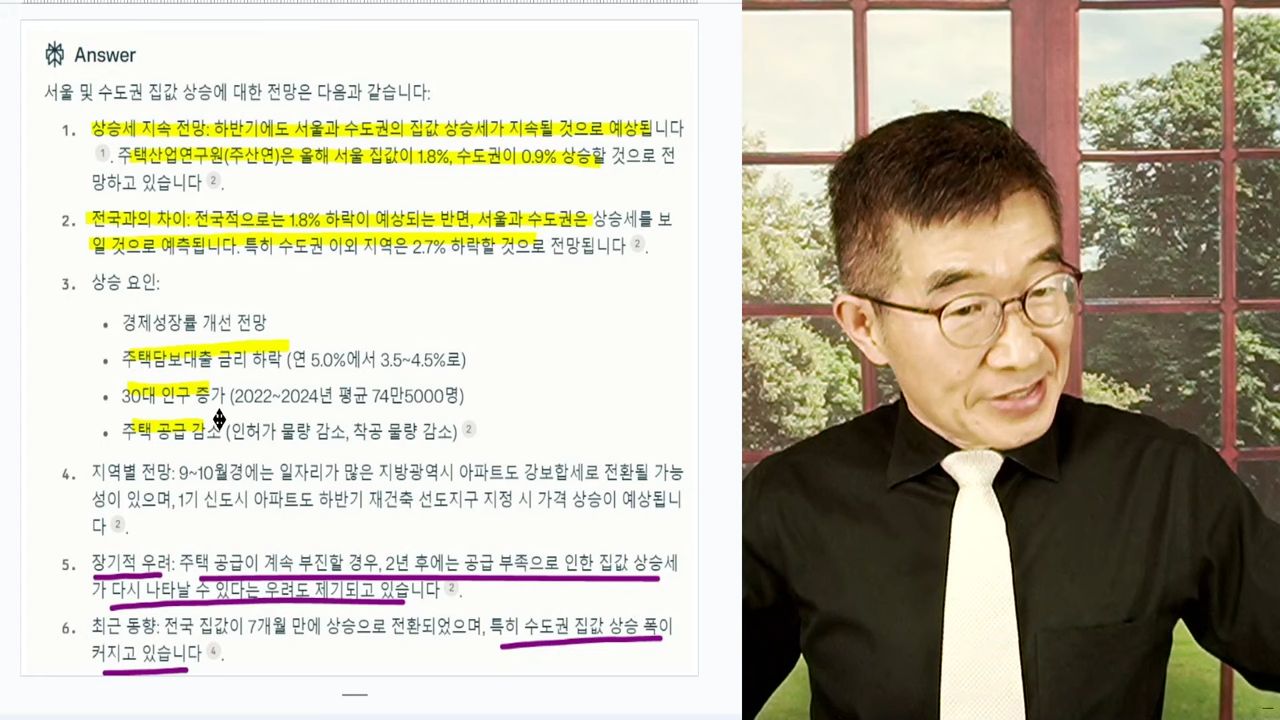 Answer
서울 및 수도권 집값 상승에 대한 전망은 다음과 같습니다:
1. 상승세 지속 전망: 하반기에도 서울과 수도권의 집값 상승세가 지속될 것으로 예상됩니다
1 . 주택산업연구원(주산연)은 올해 서울 집값이 1.8%, 수도권이 0.9% 상승할 것으로 전
망하고 있습니다 2 .
2. 전국과의 차이: 전국적으로는 1.8% 하락이 예상되는 반면, 서울과 수도권은 상승세를 보
일 것으로 예측됩니다. 특히 수도권 이외 지역은 2.7% 하락할 것으로 전망됩니다 2 .
3. 상승 요인:
• 경제성장률 개선 전망
• 주택담보대출 금리 하락 (연 5.0%에서 3.5~4.5%로)
• 30대 인구 증가 (2022~2024년 평균 74만5000명)
• 주택 공급 감소 (인허가 물량 감소, 착공 물량 감소) 2
4. 지역별 전망: 9~10월경에는 일자리가 많은 지방광역시 아파트도 강보합세로 전환될 가능
성이 있으며, 1기 신도시 아파트도 하반기 재건축 선도지구 지정 시 가격 상승이 예상됩니
다 2 .
5. 장기적 우려: 주택 공급이 계속 부진할 경우, 2년 후에는 공급 부족으로 인한 집값 상승세
가 다시 나타날 수 있다는 우려도 제기되고 있습니다 2 .
6. 최근 동향: 전국 집값이 7개월 만에 상승으로 전환되었으며, 특히 수도권 집값 상승 폭이
커지고 있습니다 4 .